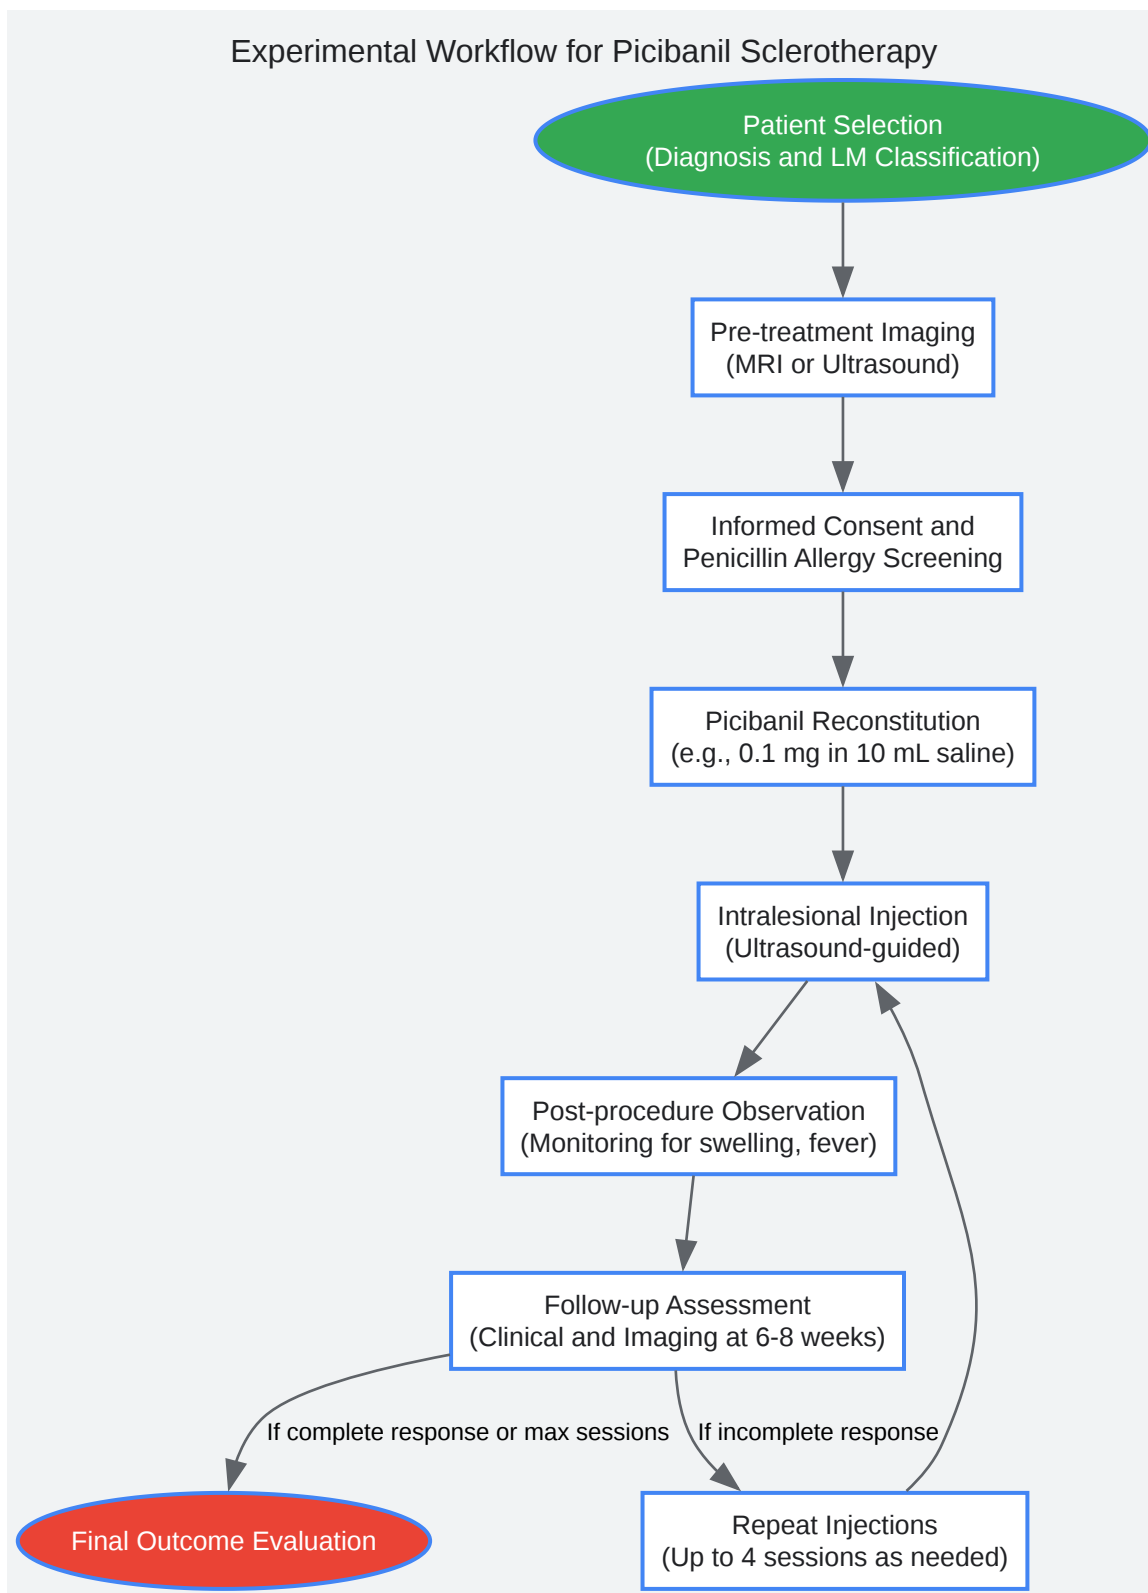 Experimental Workflow for Picibanil Sclerotherapy
Patient Selection
(Diagnosis and LM Classification)
Pre-treatment Imaging
(MRI or Ultrasound)
Informed Consent and
Penicillin Allergy Screening
Picibanil Reconstitution
(e.g., 0.1 mg in 10 mL saline)
Intralesional Injection
(Ultrasound-guided)
Post-procedure Observation
(Monitoring for swelling, fever)
Follow-up Assessment
(Clinical and Imaging at 6-8 weeks)
If complete response or max sessions
If incomplete response
Final Outcome Evaluation
Repeat Injections
(Up to 4 sessions as needed)